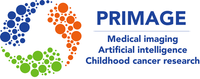 PRIMAGE
Medical imaging
Artificial intelligence
Childhood cancer research